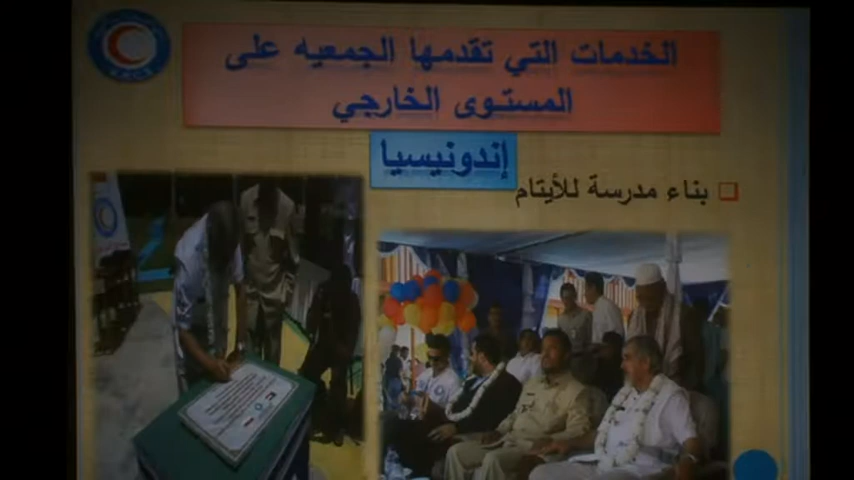 الخدمات التي تقدمها الجمعيه على
المستوى الخارجي
إندونيسيا
بناء مدرسة للأيتام